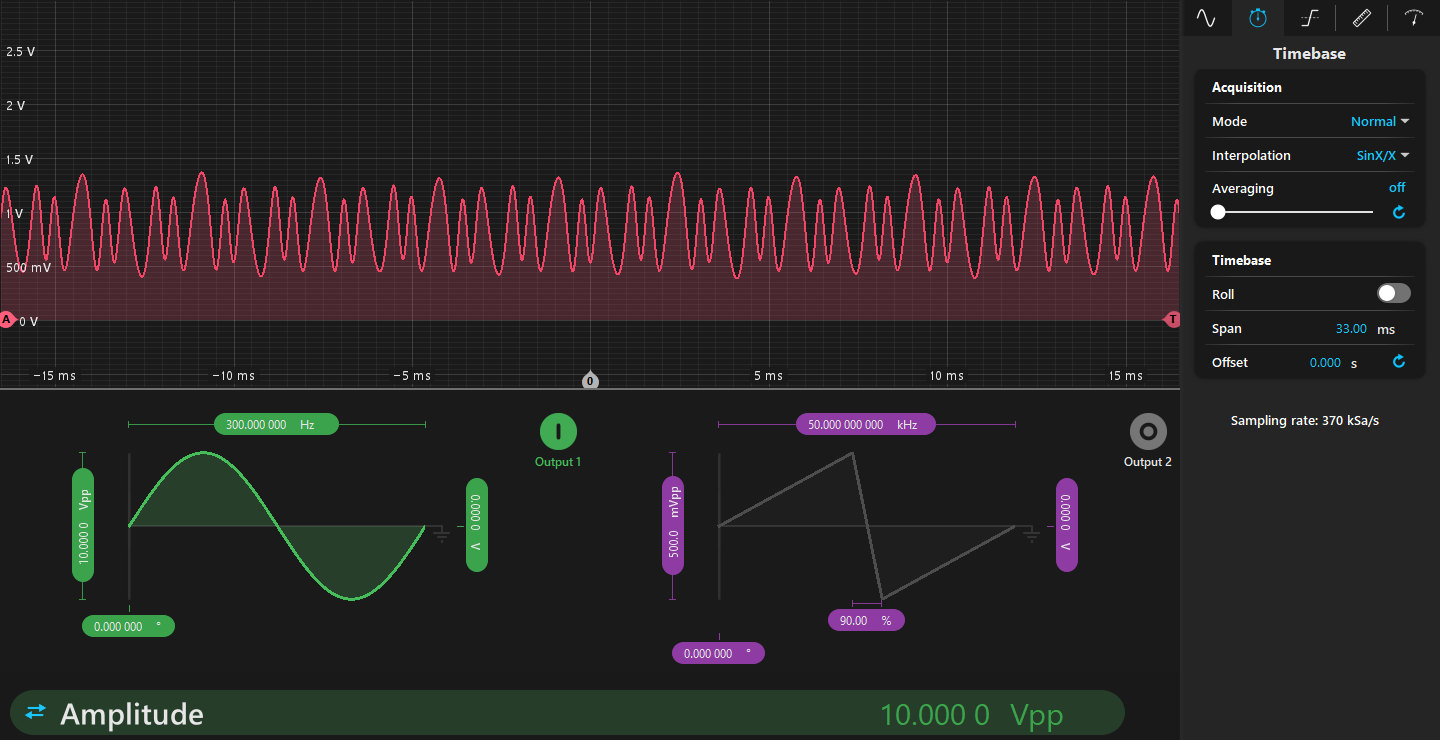 2.5 V
2 V
1.5 V
1 V
500 mV
0 V
A
T
−15 ms
−10 ms
−5 ms
0
5 ms
10 ms
15 ms
Timebase
Acquisition
Mode Normal
Interpolation SinX/X
Averaging off
Timebase
Roll
Span 33.00 ms
Offset 0.000 s
Sampling rate: 370 kSa/s
300.000 000 Hz
10.000 0 Vpp
0.000 0 V
0.000 000 °
Output 1
50.000 000 000 kHz
500.0 mVpp
0.000 0 V
90.00 %
0.000 000 °
Output 2
Amplitude 10.000 0 Vpp